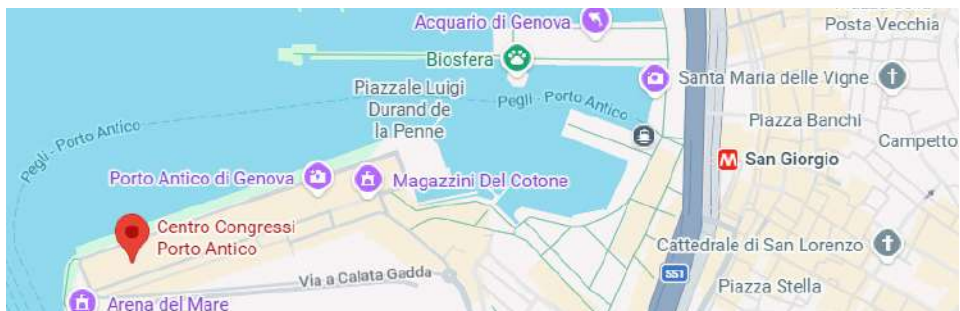 Acquario di Genova
Posta Vecchia
Biosfera
Santa Maria delle Vigne
Piazzale Luigi
Durand de
la Penne
Pegli - Porto Antico
Piazza Banchi
Campetto
Pegli - Porto Antico
M San Giorgio
Porto Antico di Genova
Magazzini Del Cotone
Centro Congressi
Porto Antico
Cattedrale di San Lorenzo
SS1
Via a Calata Gadda
Piazza Stella
Arena del Mare